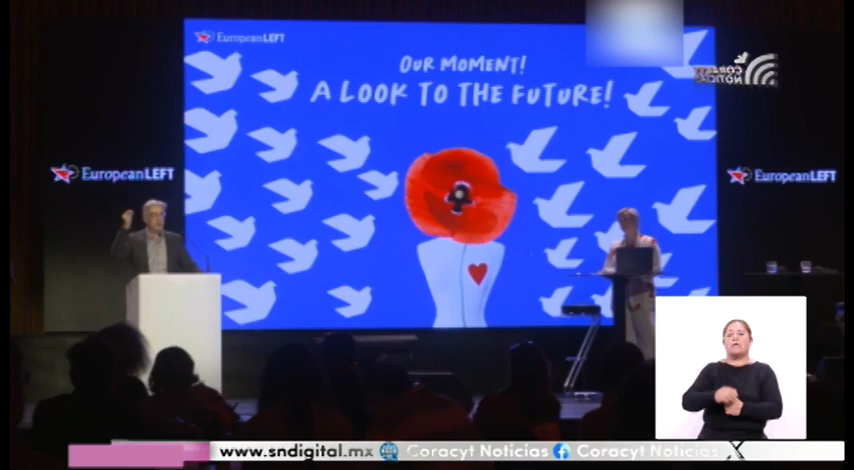 EuropeanLEFT
OUR MOMENT!
A LOOK TO THE FUTURE!
EuropeanLEFT
EuropeanLEFT
www.sndigital.mx Coracyt Noticias Coracyt Noticias X